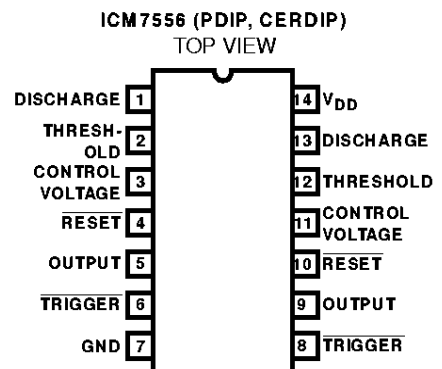 ICM7556 (PDIP, CERDIP)
TOP VIEW
DISCHARGE 1
THRESH-
OLD 2
CONTROL
VOLTAGE 3
RESET 4
OUTPUT 5
TRIGGER 6
GND 7
14 VDD
13 DISCHARGE
12 THRESHOLD
11 CONTROL
VOLTAGE
10 RESET
9 OUTPUT
8 TRIGGER